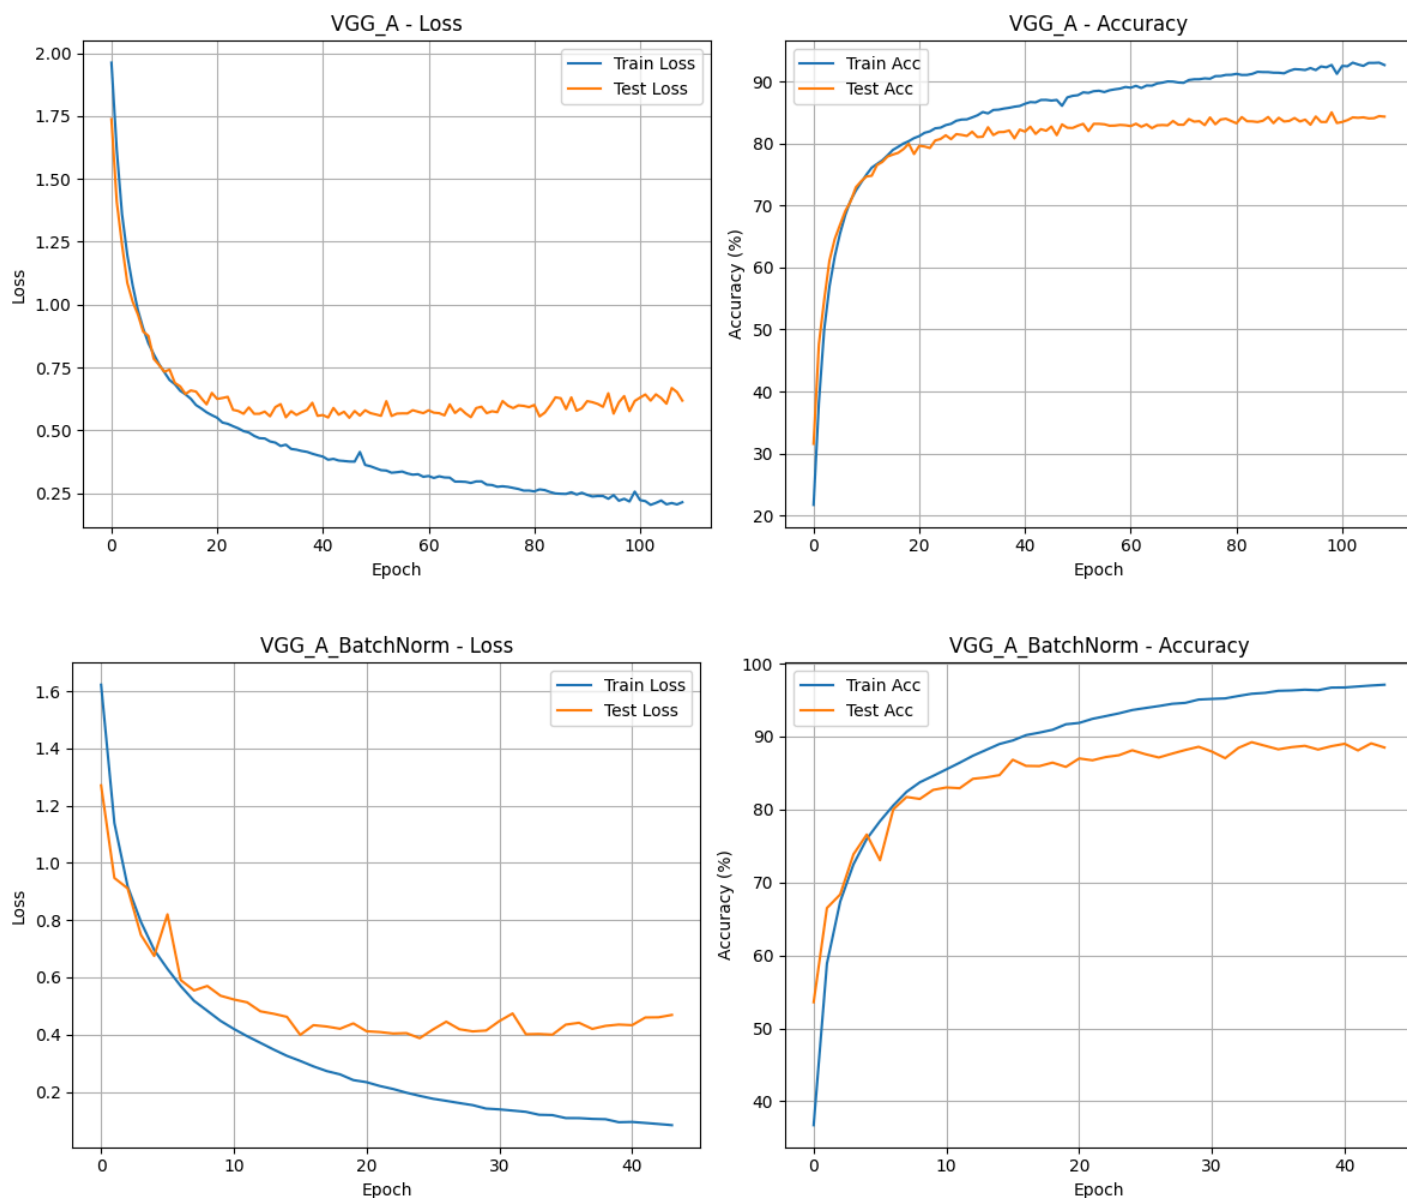 VGG_A - Loss
2.00
1.75
1.50
1.25
1.00
0.75
0.50
0.25
Loss
Train Loss
Test Loss
0 20 40 60 80 100
Epoch
VGG_A - Accuracy
90
80
70
60
50
40
30
20
Accuracy (%)
Train Acc
Test Acc
0 20 40 60 80 100
Epoch
VGG_A_BatchNorm - Loss
1.6
1.4
1.2
1.0
0.8
0.6
0.4
0.2
Loss
Train Loss
Test Loss
0 10 20 30 40
Epoch
VGG_A_BatchNorm - Accuracy
100
90
80
70
60
50
40
Accuracy (%)
Train Acc
Test Acc
0 10 20 30 40
Epoch